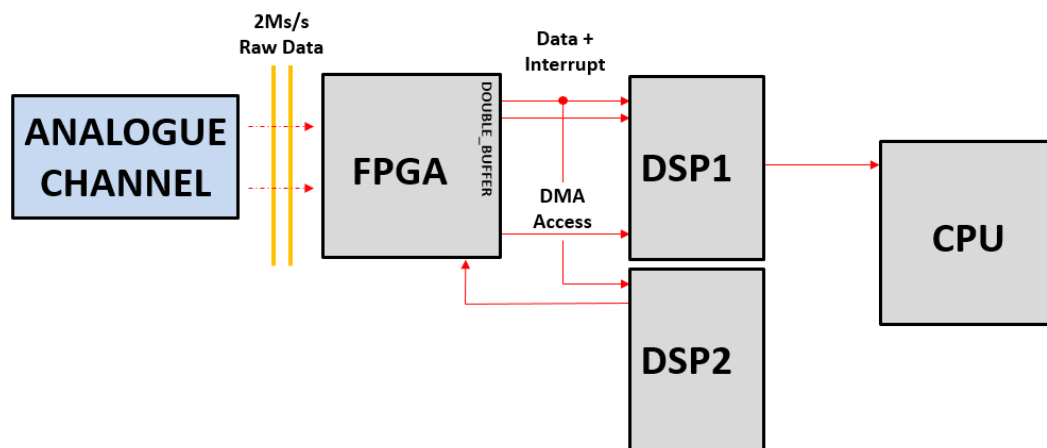 2Ms/s
Raw Data
Data +
Interrupt
ANALOGUE
CHANNEL
FPGA
DOUBLE_BUFFER
DSP1
DMA
Access
CPU
DSP2